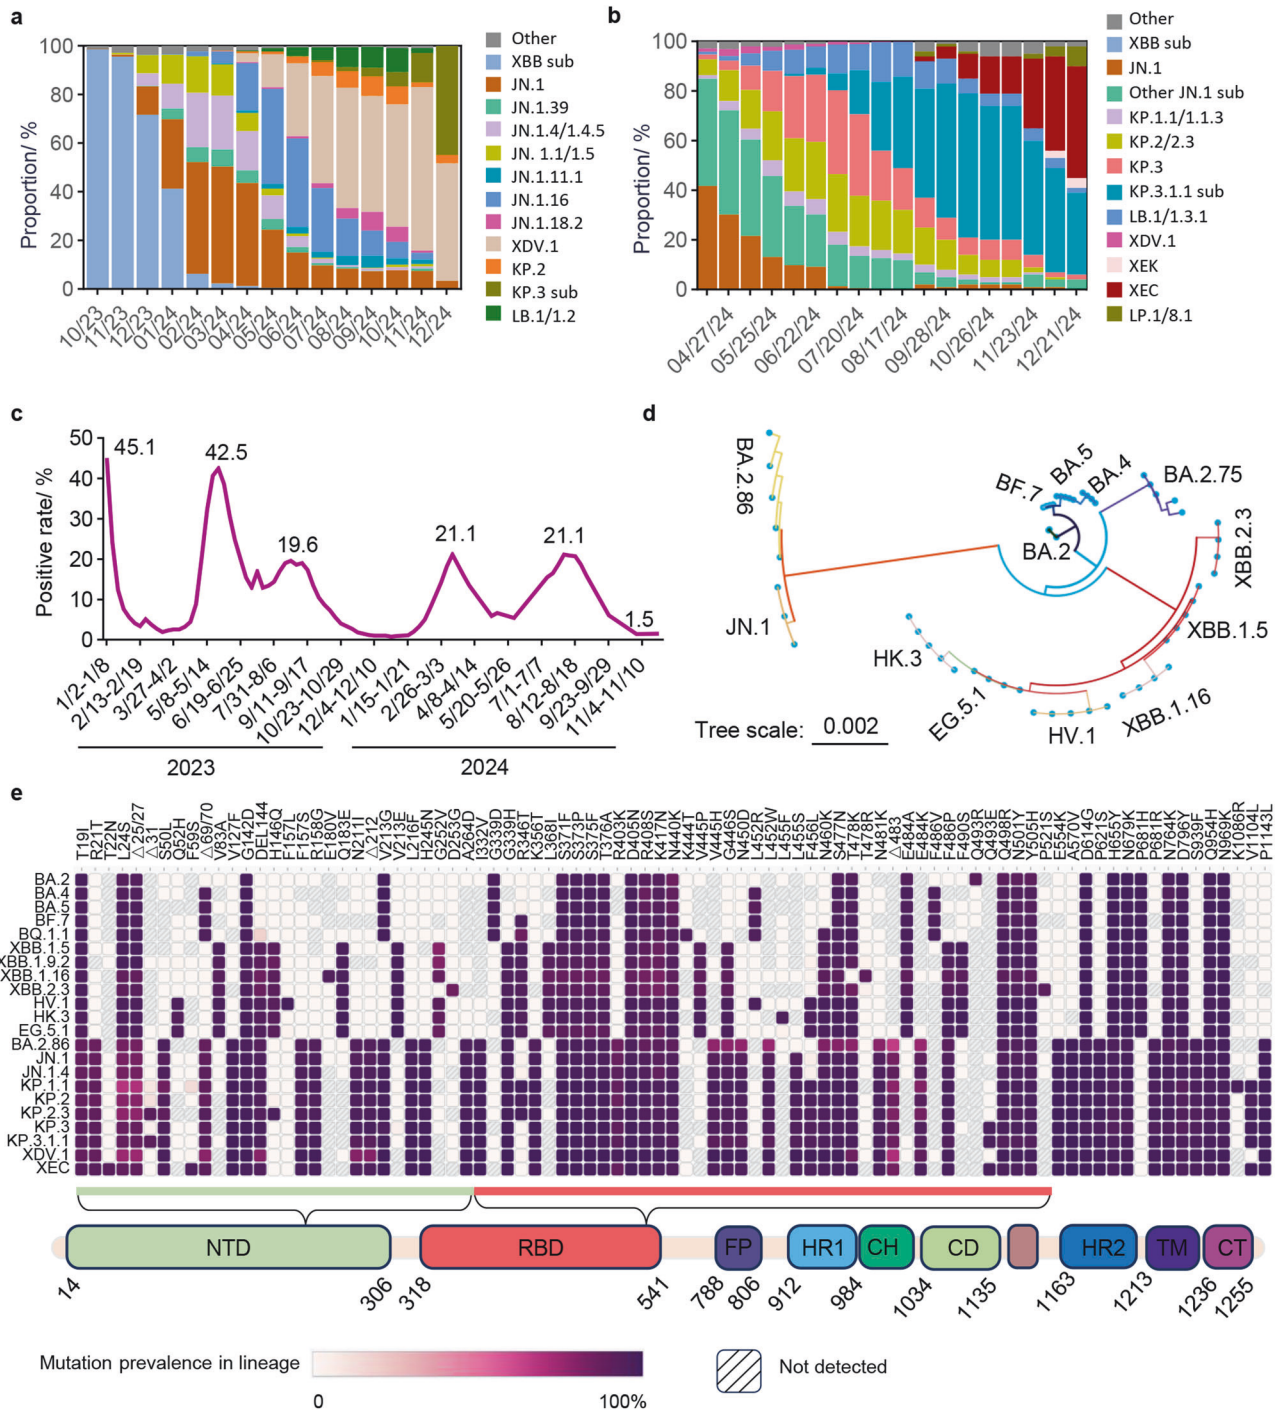 a
Proportion/ %
100
80
60
40
20
0
10/23
11/23
12/23
01/24
02/24
03/24
04/24
05/24
06/24
07/24
08/24
09/24
10/24
11/24
12/24
Other
XBB sub
JN.1
JN.1.39
JN.1.4/1.4.5
JN. 1.1/1.5
JN.1.11.1
JN.1.16
JN.1.18.2
XDV.1
KP.2
KP.3 sub
LB.1/1.2
b
Proportion/ %
100
80
60
40
20
0
04/27/24
05/25/24
06/22/24
07/20/24
08/17/24
09/28/24
10/26/24
11/23/24
12/21/24
Other
XBB sub
JN.1
Other JN.1 sub
KP.1.1/1.1.3
KP.2/2.3
KP.3
KP.3.1.1 sub
LB.1/1.3.1
XDV.1
XEK
XEC
LP.1/8.1
c
Positive rate/ %
50
40
30
20
10
0
45.1
42.5
19.6
21.1
21.1
1.5
1/2-1/8
2/13-2/19
3/27-4/2
5/8-5/14
6/19-6/25
7/31-8/6
9/11-9/17
10/23-10/29
12/4-12/10
1/15-1/21
2/26-3/3
4/8-4/14
5/20-5/26
7/1-7/7
8/12-8/18
9/23-9/29
11/4-11/10
2023
2024
d
BA.2.86
JN.1
BF.7
BA.5
BA.4
BA.2
BA.2.75
XBB.2.3
XBB.1.5
XBB.1.16
HV.1
EG.5.1
HK.3
Tree scale: 0.002
e
T19I
R21T
T22N
L24S
△25/27
△31
S50L
Q52H
F59S
△69/70
V83A
V127F
G142D
DEL144
H146Q
F157L
F157S
R158G
E180V
Q183E
N211I
△212
V213G
V213E
L216F
H245N
G252V
D253G
A264D
I332V
G339D
G339H
R346T
K356T
L368I
S371F
S373P
S375F
T376A
R403K
D405N
R408S
K417N
N440K
K444T
V445P
V445H
G446S
N450D
L452R
L452W
L455F
L455S
F456L
N460K
S477N
T478K
T478R
N481K
△483
E484A
E484K
F486V
F486P
F490S
Q493R
Q493E
Q498R
N501Y
Y505H
P521S
E554K
A570V
D614G
P621S
H655Y
N679K
P681H
P681R
N764K
D796Y
S939F
Q954H
N969K
K1086R
V1104L
P1143L
BA.2
BA.4
BA.5
BF.7
BQ.1.1
XBB.1.5
XBB.1.9.2
XBB.1.16
XBB.2.3
HV.1
HK.3
EG.5.1
BA.2.86
JN.1
JN.1.4
KP.1.1
KP.2
KP.2.3
KP.3
KP.3.1.1
XDV.1
XEC
NTD
RBD
FP
HR1
CH
CD
HR2
TM
CT
14
306
318
541
788
806
912
984
1034
1135
1163
1213
1236
1255
Mutation prevalence in lineage
0
100%
Not detected